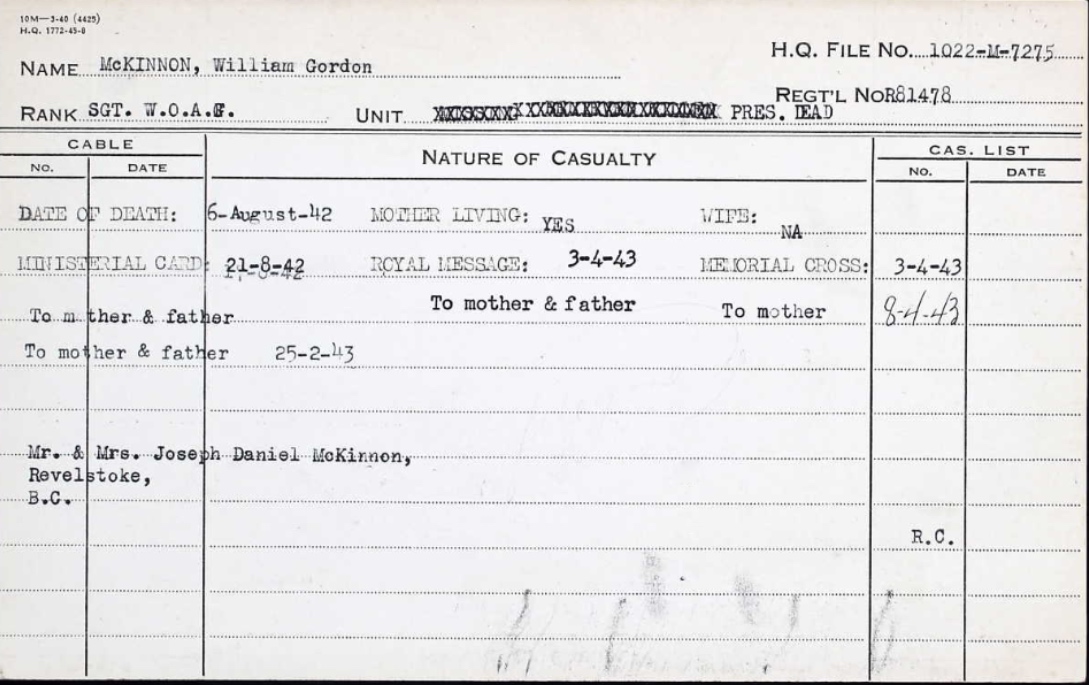 10M—3-40 (4425)
H.Q. 1772-45-8
H.Q. FILE NO. 1022-M-7275
NAME McKINNON, William Gordon
REGT'L NO R81478
RANK SGT. W.O.A.G. UNIT PRES. DEAD
CABLE NATURE OF CASUALTY CAS. LIST
NO. DATE NO. DATE
DATE OF DEATH: 6-August-42 MOTHER LIVING: YES WIFE: NA
MINISTERIAL CARD: 21-8-42 ROYAL MESSAGE: 3-4-43 MEMORIAL CROSS: 3-4-43
To mother & father To mother & father To mother 8-4-43
To mother & father 25-2-43
Mr. & Mrs. Joseph Daniel McKinnon,
Revelstoke,
B.C.
R.C.